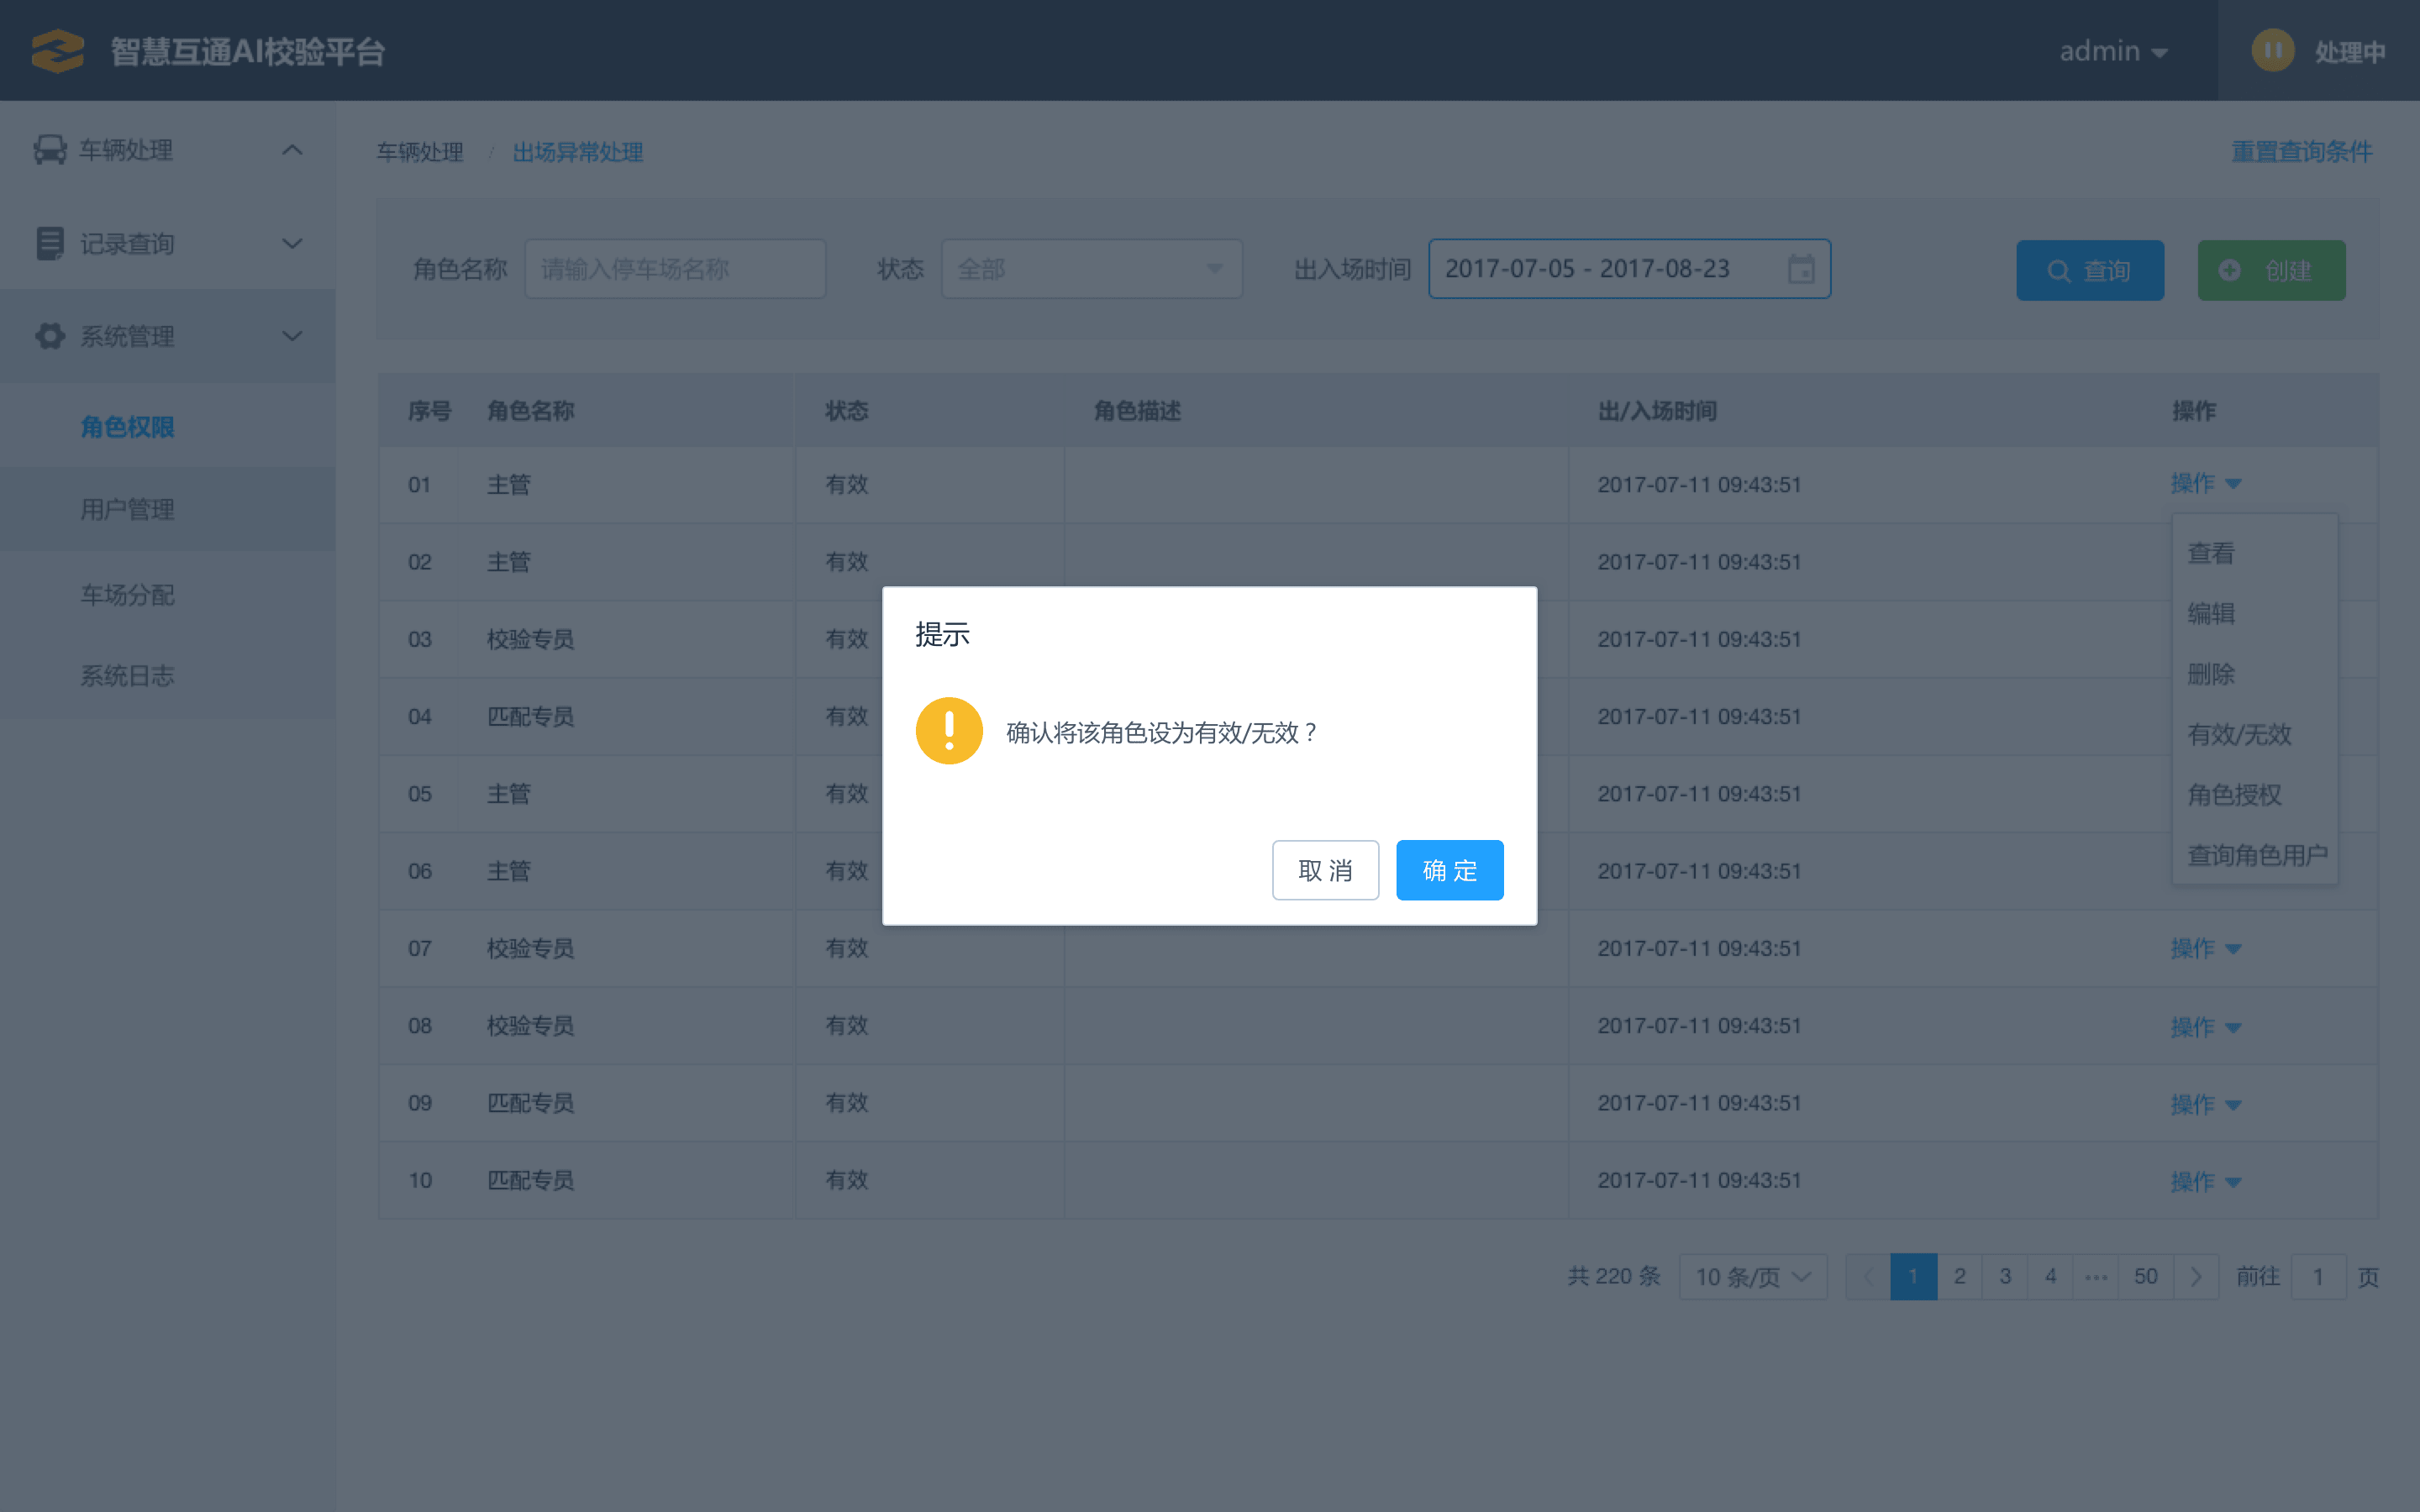 智慧互通AI校验平台
admin
处理中
车辆处理
记录查询
系统管理
角色权限
用户管理
车场分配
系统日志
车辆处理 / 出场异常处理
重置查询条件
角色名称 请输入停车场名称 状态 全部 出入场时间 2017-07-05 - 2017-08-23 查询 创建
序号 角色名称 状态 角色描述 出/入场时间 操作
01 主管 有效 2017-07-11 09:43:51 操作
02 主管 有效 2017-07-11 09:43:51
03 校验专员 有效 2017-07-11 09:43:51
04 匹配专员 有效 2017-07-11 09:43:51
05 主管 有效 2017-07-11 09:43:51
06 主管 有效 2017-07-11 09:43:51
07 校验专员 有效 2017-07-11 09:43:51 操作
08 校验专员 有效 2017-07-11 09:43:51 操作
09 匹配专员 有效 2017-07-11 09:43:51 操作
10 匹配专员 有效 2017-07-11 09:43:51 操作
查看
编辑
删除
有效/无效
角色授权
查询角色用户
提示
确认将该角色设为有效/无效？
取 消 确 定
共 220 条 10 条/页 1 2 3 4 ··· 50 前往 1 页